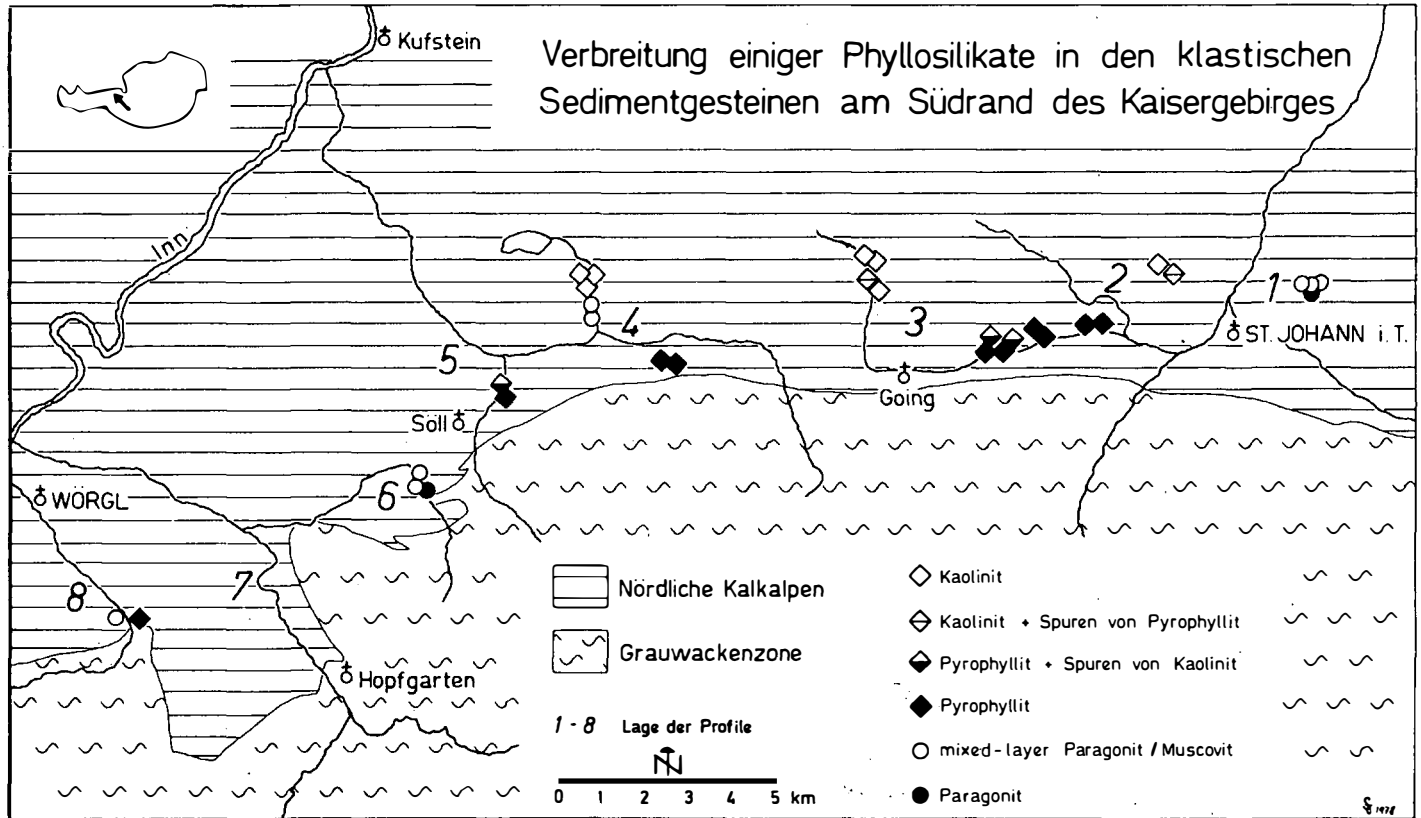 Verbreitung einiger Phyllosilikate in den klastischen
Sedimentgesteinen am Südrand des Kaisergebirges
Kufstein
Inn
1
2
3
4
5
6
7
8
ST. JOHANN i. T.
Going
Söll
WÖRGL
Hopfgarten
Nördliche Kalkalpen
Grauwackenzone
1 - 8 Lage der Profile
N
0 1 2 3 4 5 km
Kaolinit
Kaolinit + Spuren von Pyrophyllit
Pyrophyllit + Spuren von Kaolinit
Pyrophyllit
mixed-layer Paragonit / Muscovit
Paragonit
1978